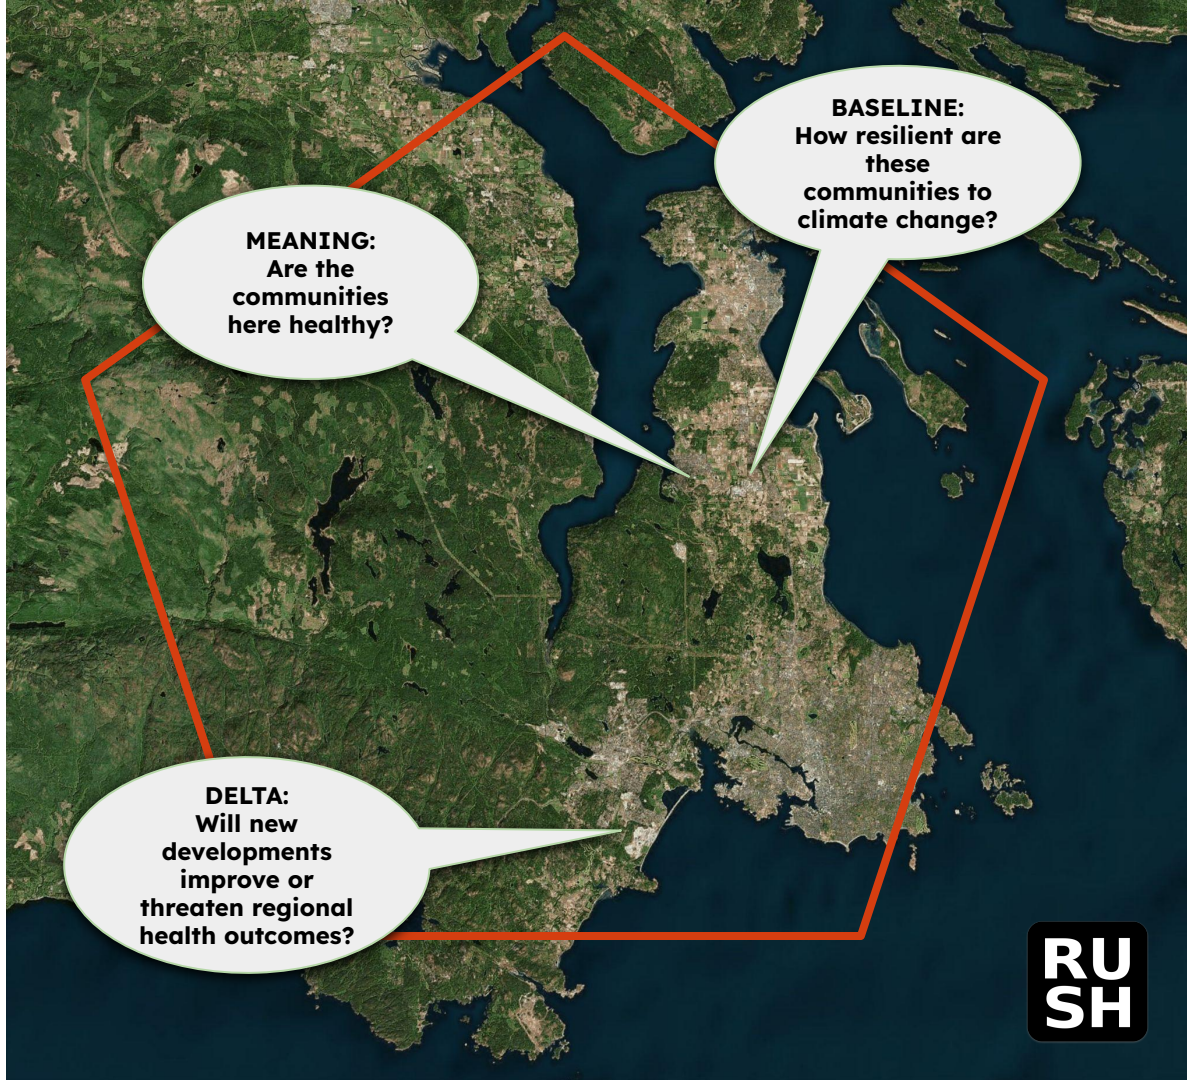 BASELINE:
How resilient are
these
communities to
climate change?
MEANING:
Are the
communities
here healthy?
DELTA:
Will new
developments
improve or
threaten regional
health outcomes?
RU
SH